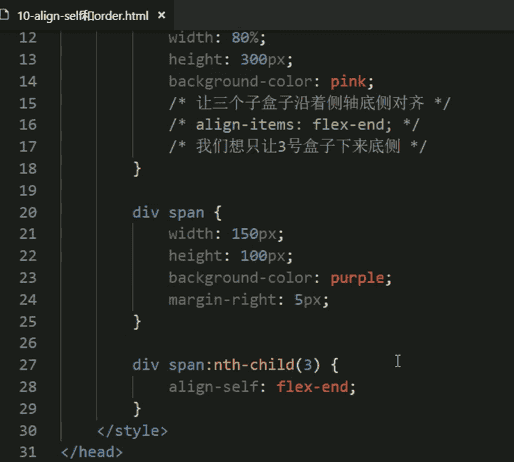 10-align-self和order.html ×
12 width: 80%;
13 height: 300px;
14 background-color: pink;
15 /* 让三个子盒子沿着侧轴底侧对齐 */
16 /* align-items: flex-end; */
17 /* 我们想只让3号盒子下来底侧 */
18 }
19
20 div span {
21 width: 150px;
22 height: 100px;
23 background-color: purple;
24 margin-right: 5px;
25 }
26
27 div span:nth-child(3) {
28 align-self: flex-end;
29 }
30 </style>
31 </head>